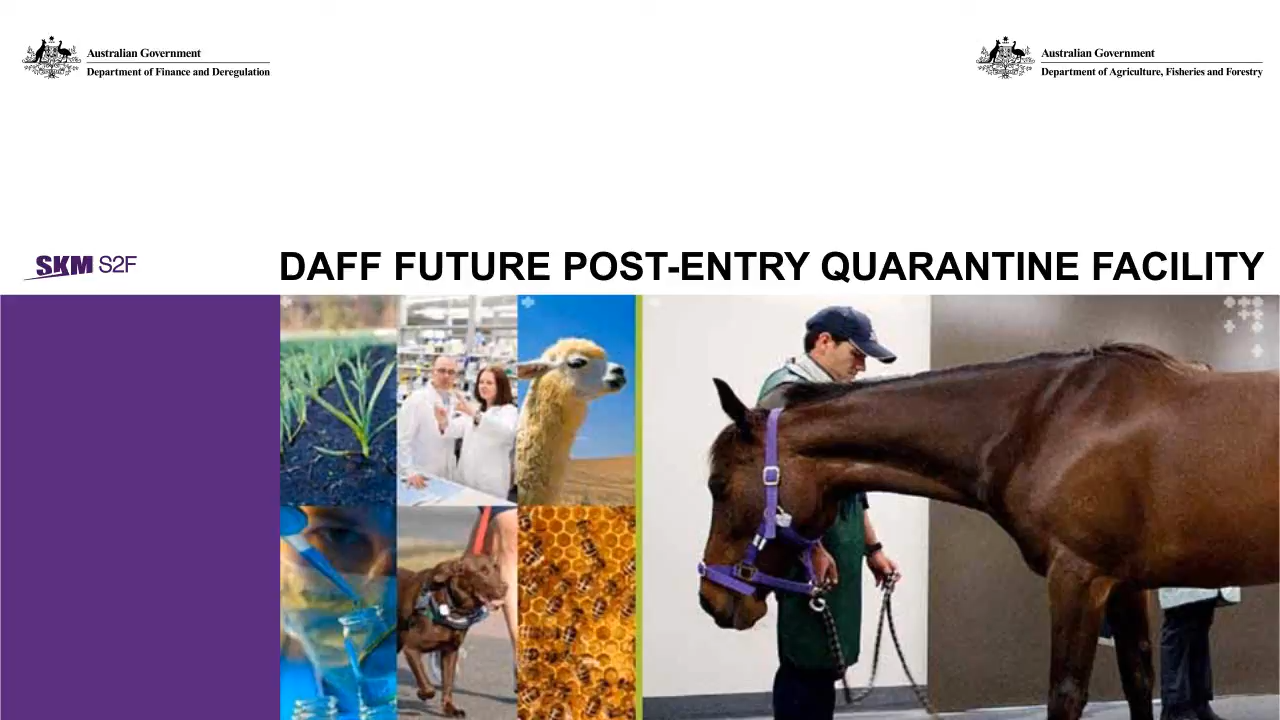 Australian Government
Department of Finance and Deregulation
Australian Government
Department of Agriculture, Fisheries and Forestry
SKM S2F
DAFF FUTURE POST-ENTRY QUARANTINE FACILITY